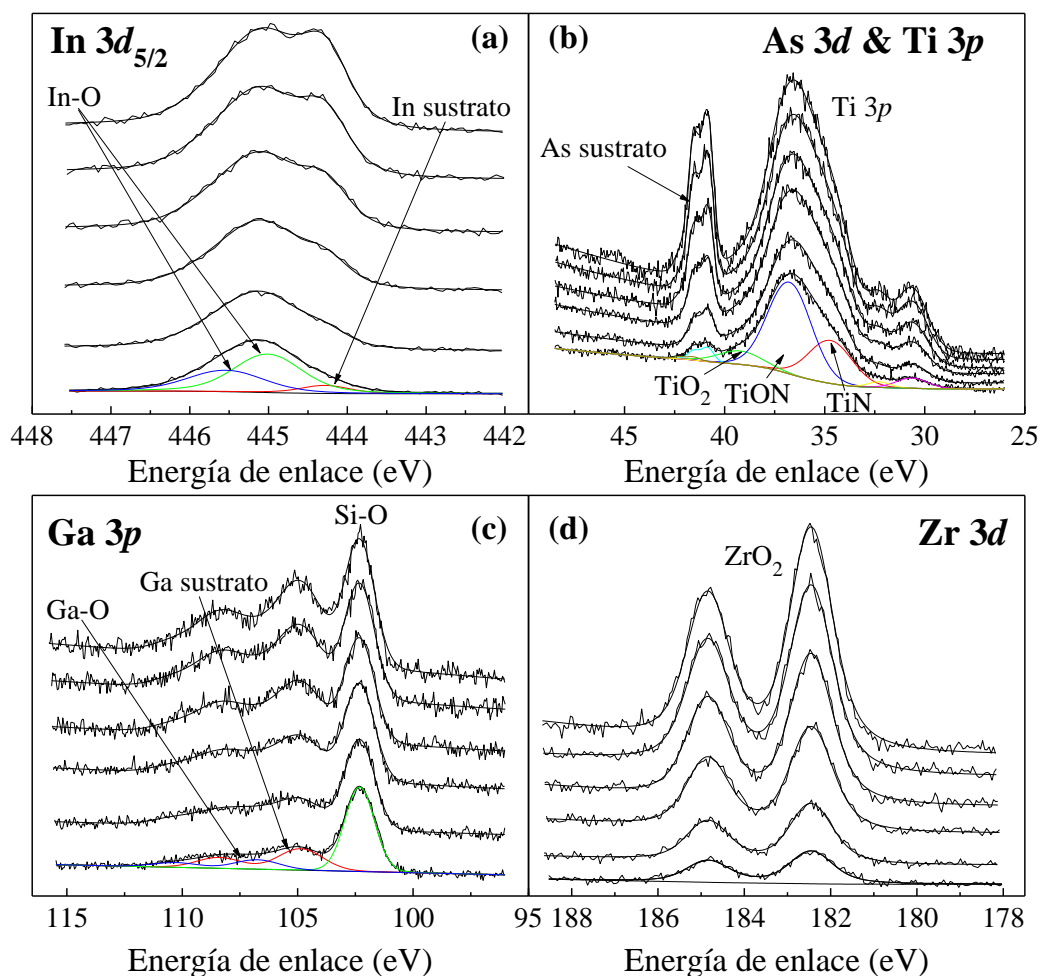 In 3d5/2
(a)
In-O
In sustrato
448 447 446 445 444 443 442
Energía de enlace (eV)
(b)
As 3d & Ti 3p
Ti 3p
As sustrato
TiO2
TiON
TiN
45 40 35 30 25
Energía de enlace (eV)
Ga 3p
Si-O
(c)
Ga sustrato
Ga-O
115 110 105 100 95
Energía de enlace (eV)
(d)
Zr 3d
ZrO2
188 186 184 182 180 178
Energía de enlace (eV)